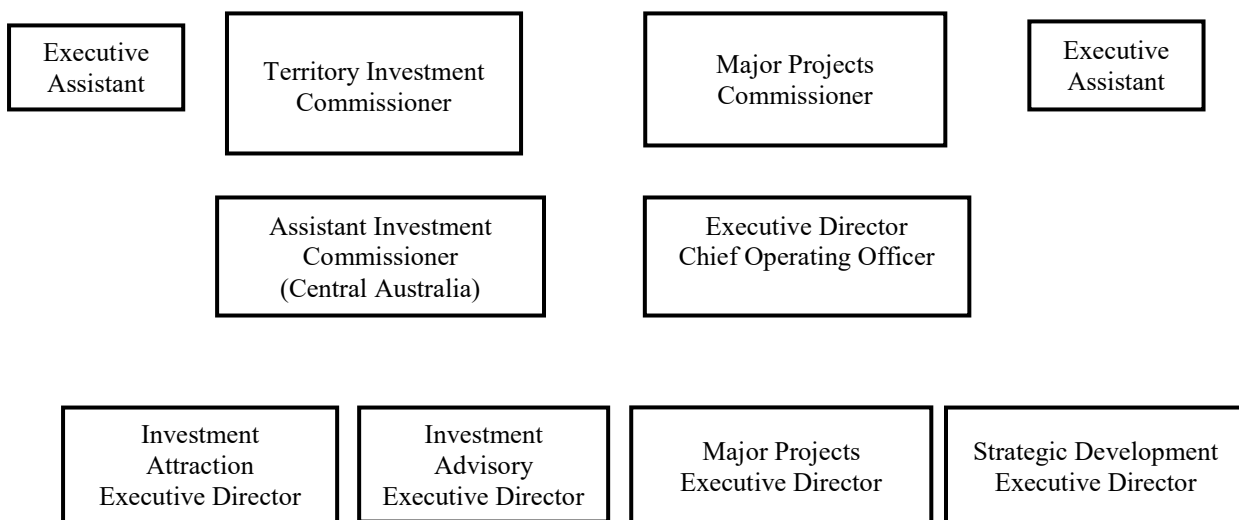 Executive
Assistant
Territory Investment
Commissioner
Major Projects
Commissioner
Executive
Assistant
Assistant Investment
Commissioner
(Central Australia)
Executive Director
Chief Operating Officer
Investment
Attraction
Executive Director
Investment
Advisory
Executive Director
Major Projects
Executive Director
Strategic Development
Executive Director